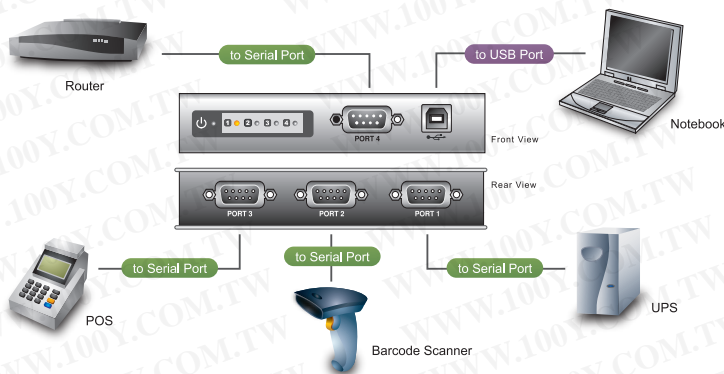 to Serial Port
to USB Port
Router
Notebook
1 2 3 4
PORT 4
Front View
Rear View
PORT 3
PORT 2
PORT 1
to Serial Port
to Serial Port
to Serial Port
POS
UPS
Barcode Scanner
WWW.100Y.COM.TW